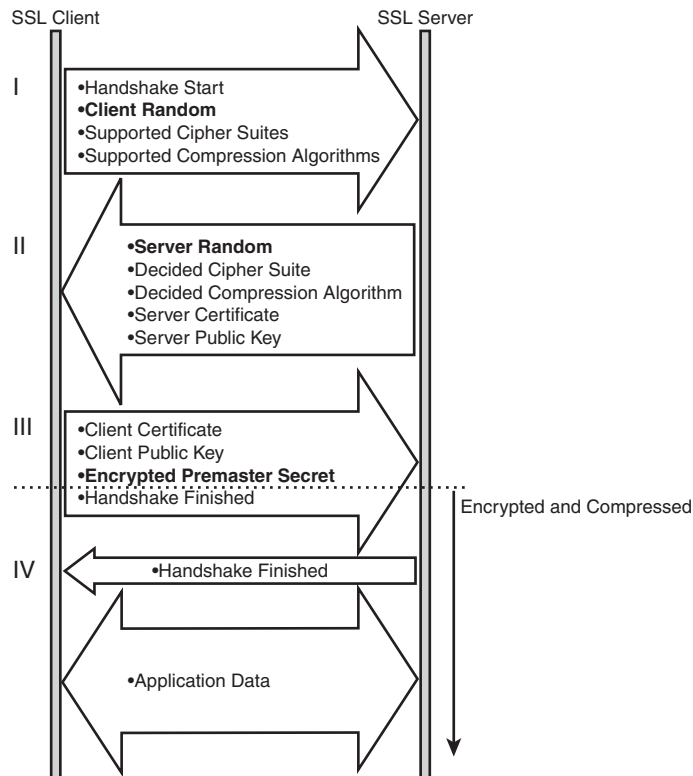 SSL Client
SSL Server
I
•Handshake Start
•Client Random
•Supported Cipher Suites
•Supported Compression Algorithms
II
•Server Random
•Decided Cipher Suite
•Decided Compression Algorithm
•Server Certificate
•Server Public Key
III
•Client Certificate
•Client Public Key
•Encrypted Premaster Secret
•Handshake Finished
Encrypted and Compressed
IV
•Handshake Finished
•Application Data